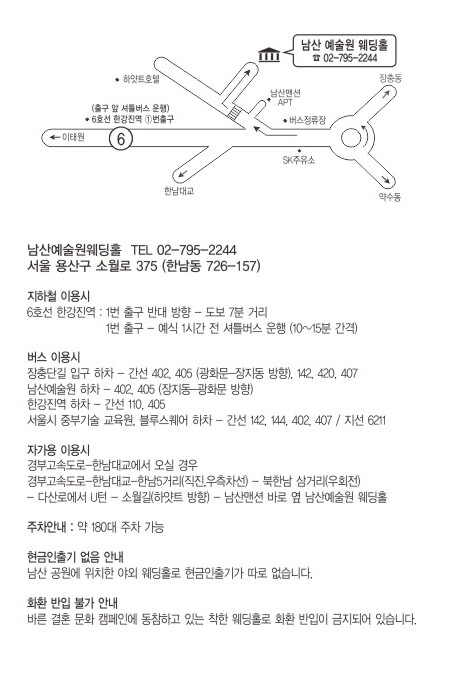 남산 예술원 웨딩홀
☎ 02-795-2244
하얏트호텔
남산맨션
APT
장충동
(출구 앞 셔틀버스 운행)
6호선 한강진역 ①번출구
버스정류장
이태원
6
SK주유소
한남대교
약수동
남산예술원웨딩홀 TEL 02-795-2244
서울 용산구 소월로 375 (한남동 726-157)
지하철 이용시
6호선 한강진역 : 1번 출구 반대 방향 - 도보 7분 거리
1번 출구 - 예식 1시간 전 셔틀버스 운행 (10~15분 간격)
버스 이용시
장충단길 입구 하차 - 간선 402, 405 (광화문-장지동 방향), 142, 420, 407
남산예술원 하차 - 402, 405 (장지동-광화문 방향)
한강진역 하차 - 간선 110, 405
서울시 중부기술 교육원, 블루스퀘어 하차 - 간선 142, 144, 402, 407 / 지선 6211
자가용 이용시
경부고속도로-한남대교에서 오실 경우
경부고속도로-한남대교-한남5거리(직진,우측차선) - 북한남 삼거리(우회전)
- 다산로에서 U턴 - 소월길(하얏트 방향) - 남산맨션 바로 옆 남산예술원 웨딩홀
주차안내 : 약 180대 주차 가능
현금인출기 없음 안내
남산 공원에 위치한 야외 웨딩홀로 현금인출기가 따로 없습니다.
화환 반입 불가 안내
바른 결혼 문화 캠페인에 동참하고 있는 착한 웨딩홀로 화환 반입이 금지되어 있습니다.